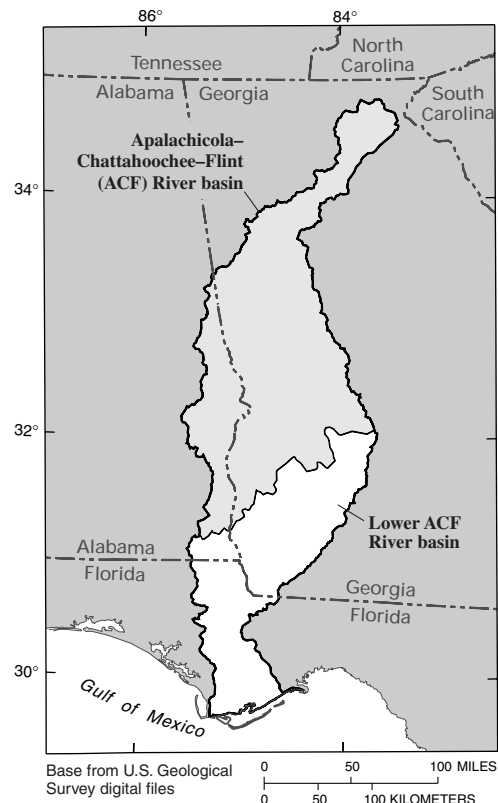 86°
84°
Tennessee
North
Carolina
Alabama
Georgia
South
Carolina
Apalachicola–
Chattahoochee–Flint
(ACF) River basin
34°
32°
Lower ACF
River basin
Alabama
Florida
Georgia
Florida
30°
Gulf of Mexico
Base from U.S. Geological
Survey digital files
0 50 100 MILES
0 50 100 KILOMETERS